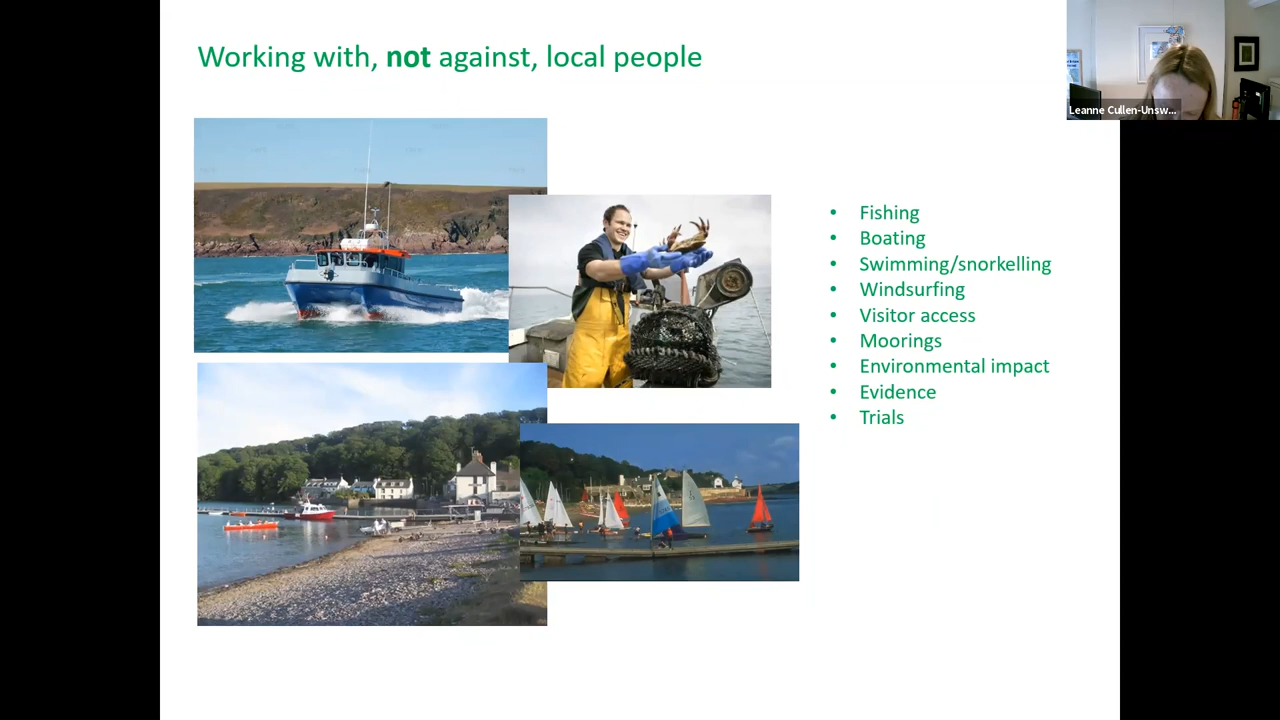 Working with, not against, local people
Leanne Cullen-Unsw...
• Fishing
• Boating
• Swimming/snorkelling
• Windsurfing
• Visitor access
• Moorings
• Environmental impact
• Evidence
• Trials